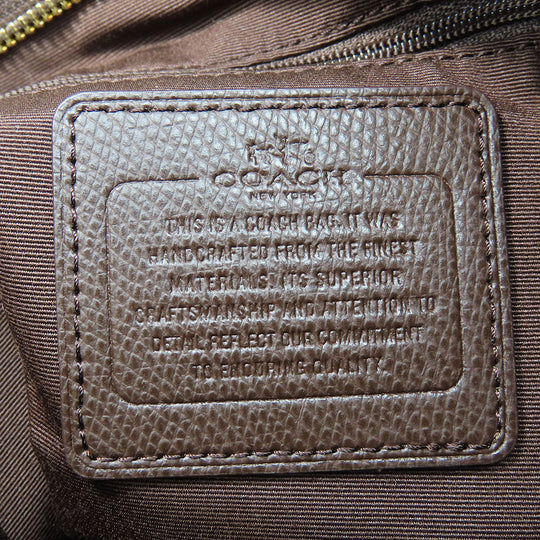 COACH
NEW YORK
THIS IS A COACH BAG. IT WAS
HANDCRAFTED FROM THE FINEST
MATERIALS. ITS SUPERIOR
CRAFTSMANSHIP AND ATTENTION TO
DETAIL REFLECT OUR COMMITMENT
TO ENDURING QUALITY.